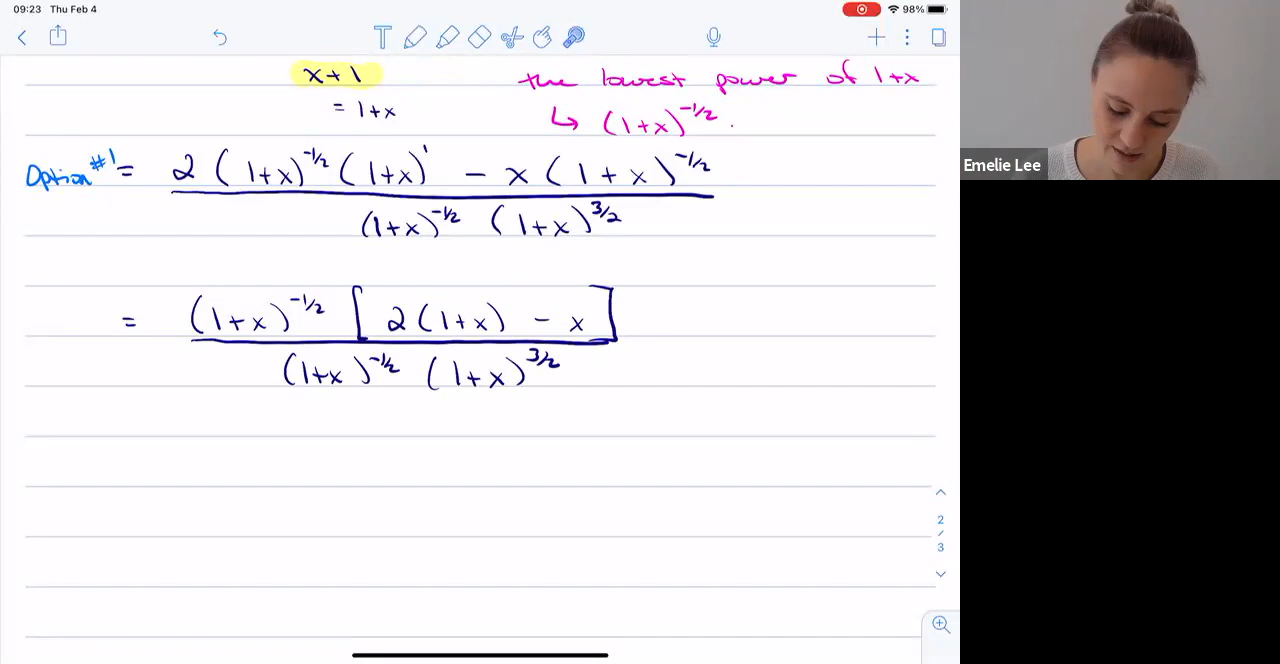 09:23 Thu Feb 4
98%
x + 1
= 1+x
the lowest power of 1+x
↳ (1+x)^{-1/2}.
Option #1 = \frac{2 (1+x)^{-1/2} (1+x)^{1} - x (1+x)^{-1/2}}{(1+x)^{-1/2} (1+x)^{3/2}}
= \frac{(1+x)^{-1/2} [2(1+x) - x]}{(1+x)^{-1/2} (1+x)^{3/2}}
2
/
3
Emelie Lee